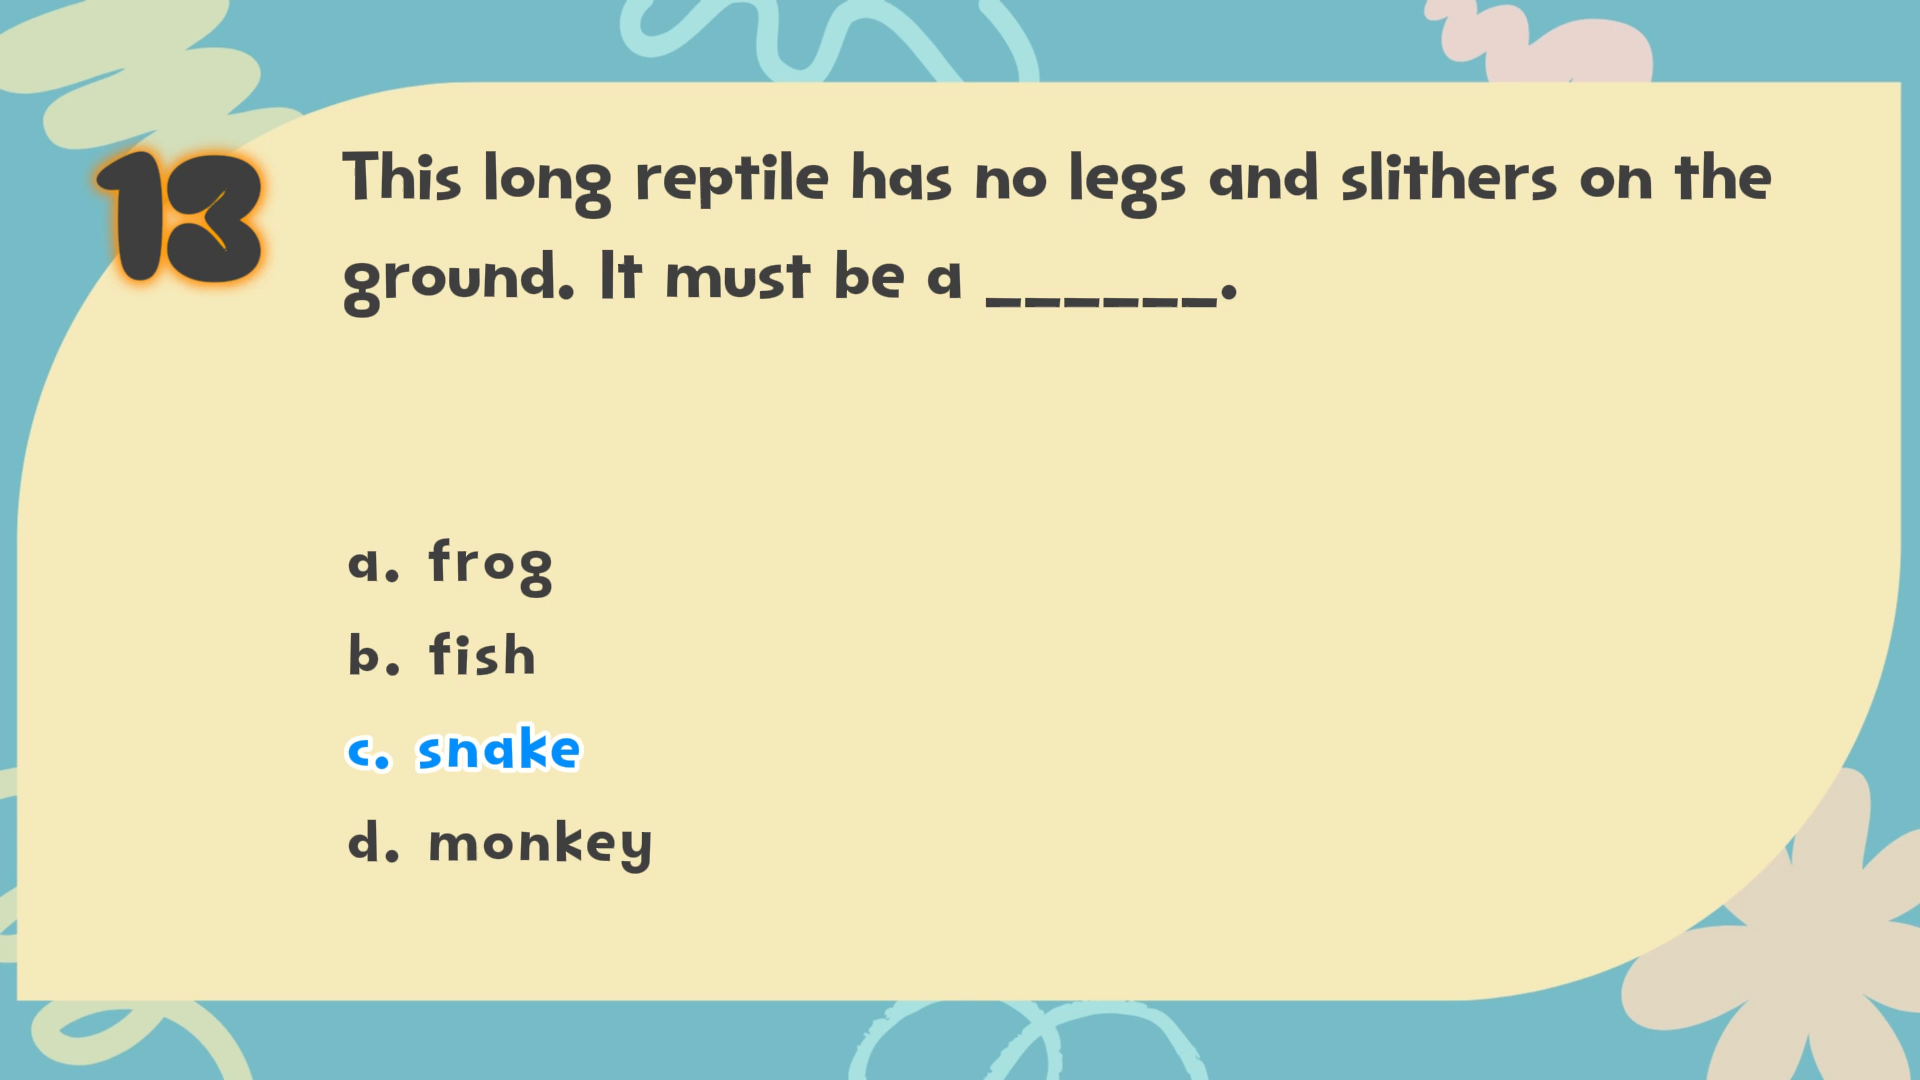 13
This long reptile has no legs and slithers on the
ground. It must be a ______.
a. frog
b. fish
c. snake
d. monkey